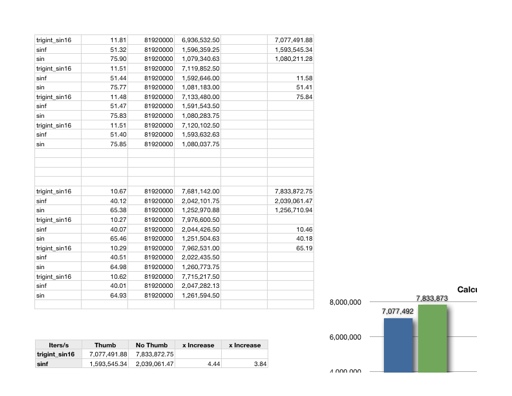 trigint_sin16 11.81 81920000 6,936,532.50 7,077,491.88
sinf 51.32 81920000 1,596,359.25 1,593,545.34
sin 75.90 81920000 1,079,340.63 1,080,211.28
trigint_sin16 11.51 81920000 7,119,852.50
sinf 51.44 81920000 1,592,646.00 11.58
sin 75.77 81920000 1,081,183.00 51.41
trigint_sin16 11.48 81920000 7,133,480.00 75.84
sinf 51.47 81920000 1,591,543.50
sin 75.83 81920000 1,080,283.75
trigint_sin16 11.51 81920000 7,120,102.50
sinf 51.40 81920000 1,593,632.63
sin 75.85 81920000 1,080,037.75
trigint_sin16 10.67 81920000 7,681,142.00 7,833,872.75
sinf 40.12 81920000 2,042,101.75 2,039,061.47
sin 65.38 81920000 1,252,970.88 1,256,710.94
trigint_sin16 10.27 81920000 7,976,600.50
sinf 40.07 81920000 2,044,426.50 10.46
sin 65.46 81920000 1,251,504.63 40.18
trigint_sin16 10.29 81920000 7,962,531.00 65.19
sinf 40.51 81920000 2,022,435.50
sin 64.98 81920000 1,260,773.75
trigint_sin16 10.62 81920000 7,715,217.50
sinf 40.01 81920000 2,047,282.13
sin 64.93 81920000 1,261,594.50
Calcu
8,000,000
7,833,873
7,077,492
6,000,000
4,000,000
Iters/s Thumb No Thumb x Increase x Increase
trigint_sin16 7,077,491.88 7,833,872.75
sinf 1,593,545.34 2,039,061.47 4.44 3.84